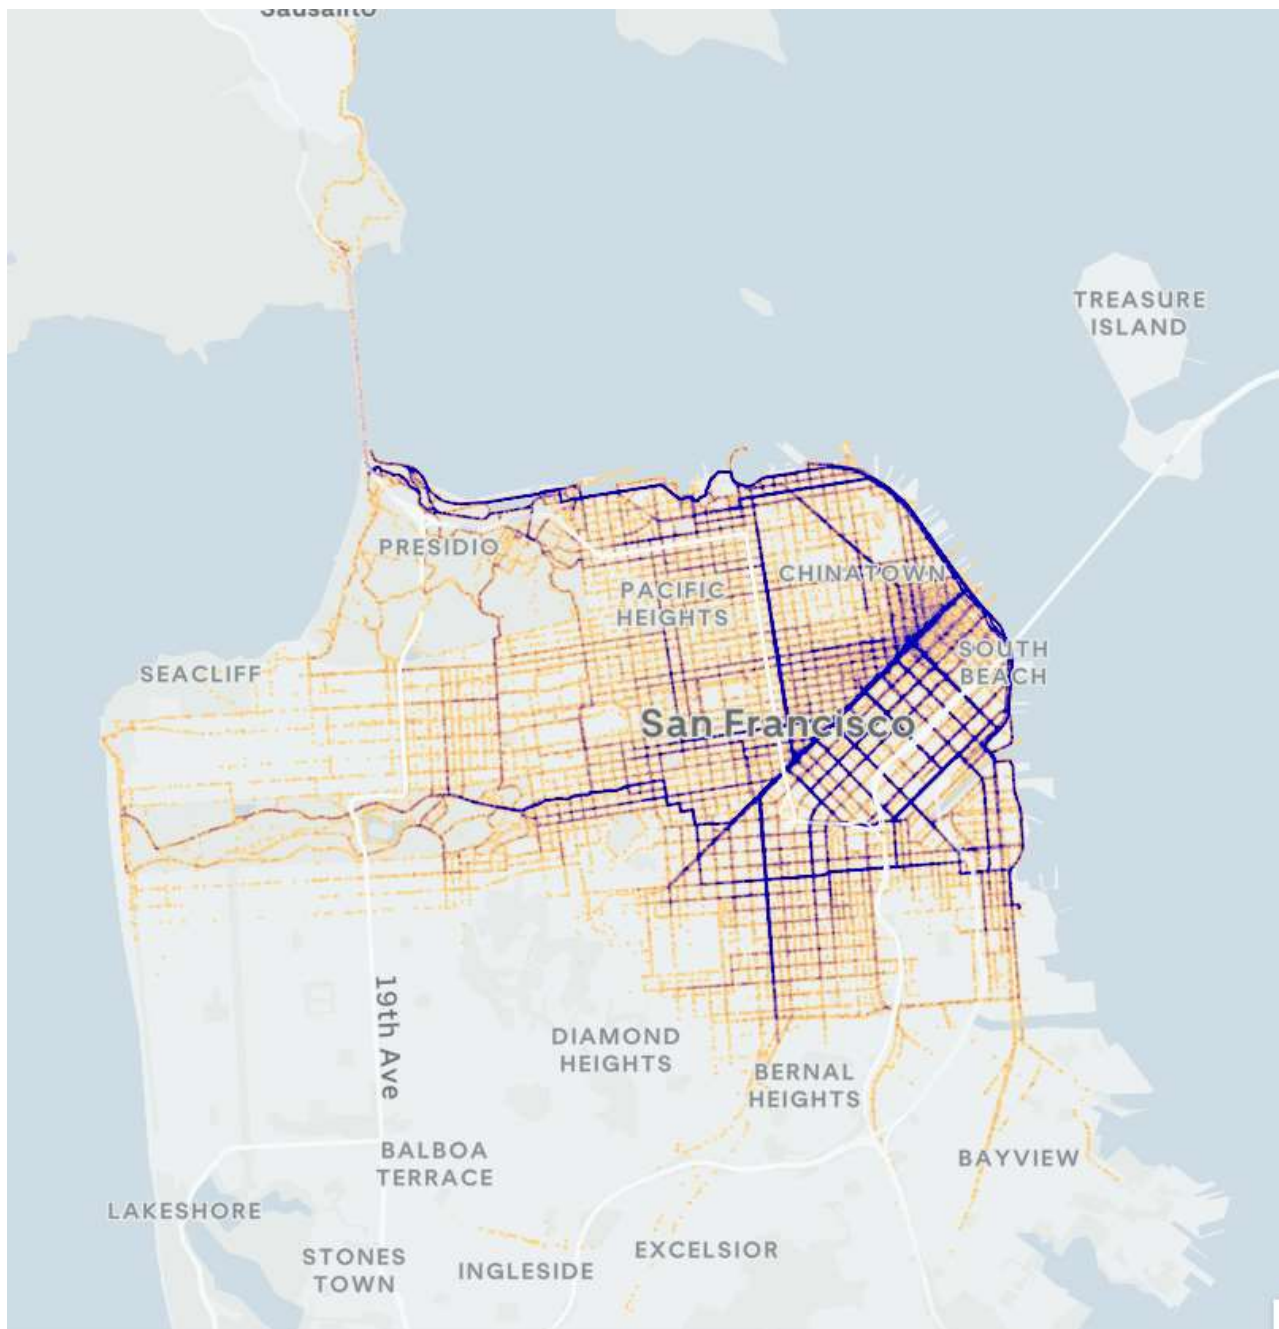 Sausalito
TREASURE
ISLAND
PRESIDIO
CHINATOWN
PACIFIC
HEIGHTS
SOUTH
BEACH
SEACLIFF
San Francisco
19th Ave
DIAMOND
HEIGHTS
BERNAL
HEIGHTS
BALBOA
TERRACE
BAYVIEW
LAKESHORE
STONES
TOWN
INGLESIDE
EXCELSIOR